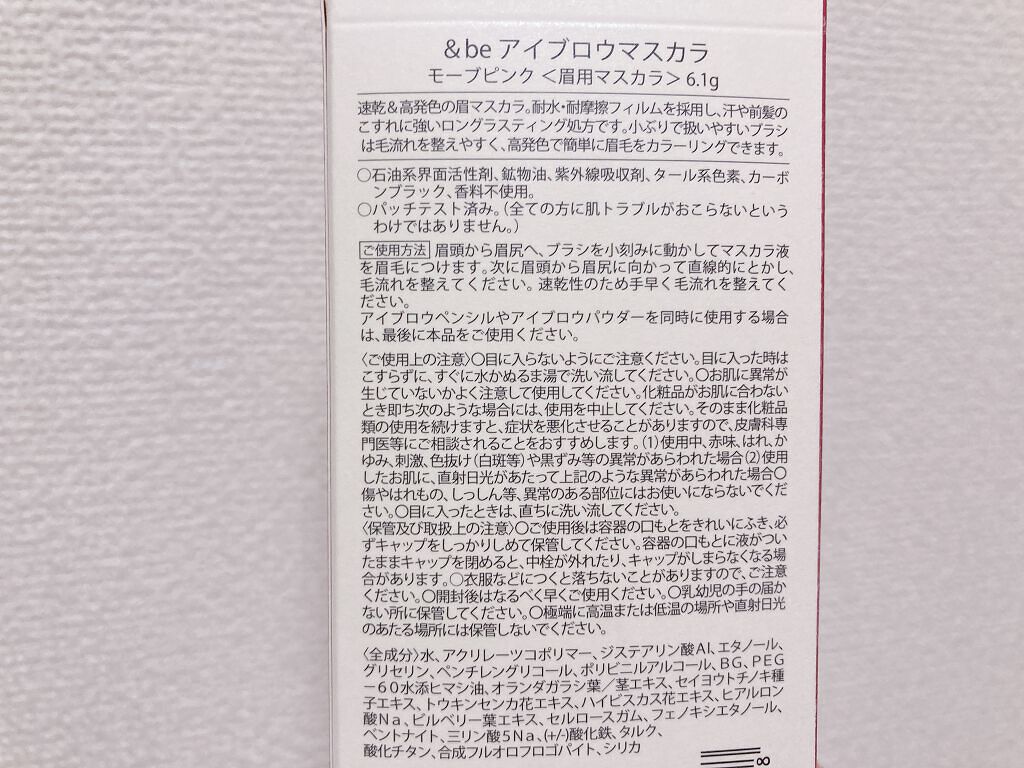 &be アイブロウマスカラ
モーブピンク <眉用マスカラ> 6.1g
速乾&高発色の眉マスカラ。耐水・耐摩擦フィルムを採用し、汗や前髪の
こすれに強いロングラスティング処方です。小ぶりで扱いやすいブラシ
は毛流れを整えやすく、高発色で簡単に眉毛をカラーリングできます。
○石油系界面活性剤、鉱物油、紫外線吸収剤、タール系色素、カーボ
ンブラック、香料不使用。
○パッチテスト済み。(全ての方に肌トラブルがおこらないという
わけではありません。)
ご使用方法 眉頭から眉尻へ、ブラシを小刻みに動かしてマスカラ液
を眉毛につけます。次に眉頭から眉尻に向かって直線的にとかし、
毛流れを整えてください。速乾性のため手早く毛流れを整えてく
ださい。
アイブロウペンシルやアイブロウパウダーを同時に使用する場合
は、最後に本品をご使用ください。
〈ご使用上の注意〉○目に入らないようにご注意ください。目に入った時は
こすらずに、すぐに水かぬるま湯で洗い流してください。○お肌に異常が
生じていないかよく注意して使用してください。化粧品がお肌に合わない
とき即ち次のような場合には、使用を中止してください。そのまま化粧品
類の使用を続けますと、症状を悪化させることがありますので、皮膚科専
門医等にご相談されることをおすすめします。(1)使用中、赤味、はれ、か
ゆみ、刺激、色抜け(白斑等)や黒ずみ等の異常があらわれた場合(2)使用
したお肌に、直射日光があたって上記のような異常があらわれた場合○
傷やはれもの、しっしん等、異常のある部位にはお使いにならないでくだ
さい。○目に入ったときは、直ちに洗い流してください。
〈保管及び取扱上の注意〉○ご使用後は容器の口もとをきれいにふき、必
ずキャップをしっかりしめて保管してください。容器の口もとに液がつい
たままキャップを閉めると、中栓が外れたり、キャップがしまらなくなる場
合があります。○衣服などにつくと落ちないことがありますので、ご注意
ください。○開封後はなるべく早くご使用ください。○乳幼児の手の届か
ない所に保管してください。○極端に高温または低温の場所や直射日光
のあたる場所には保管しないでください。
〈全成分〉水、アクリレーツコポリマー、ジステアリン酸Al、エタノール、
グリセリン、ペンチレングリコール、ポリビニルアルコール、BG、PEG
-60水添ヒマシ油、オランダガラシ葉/茎エキス、セイヨウトチノキ種
子エキス、トウキンセンカ花エキス、ハイビスカス花エキス、ヒアルロン
酸Na、ビルベリー葉エキス、セルロースガム、フェノキシエタノール、
ベントナイト、三リン酸5Na、(+/-)酸化鉄、タルク、
酸化チタン、合成フルオロフロゴパイト、シリカ
8